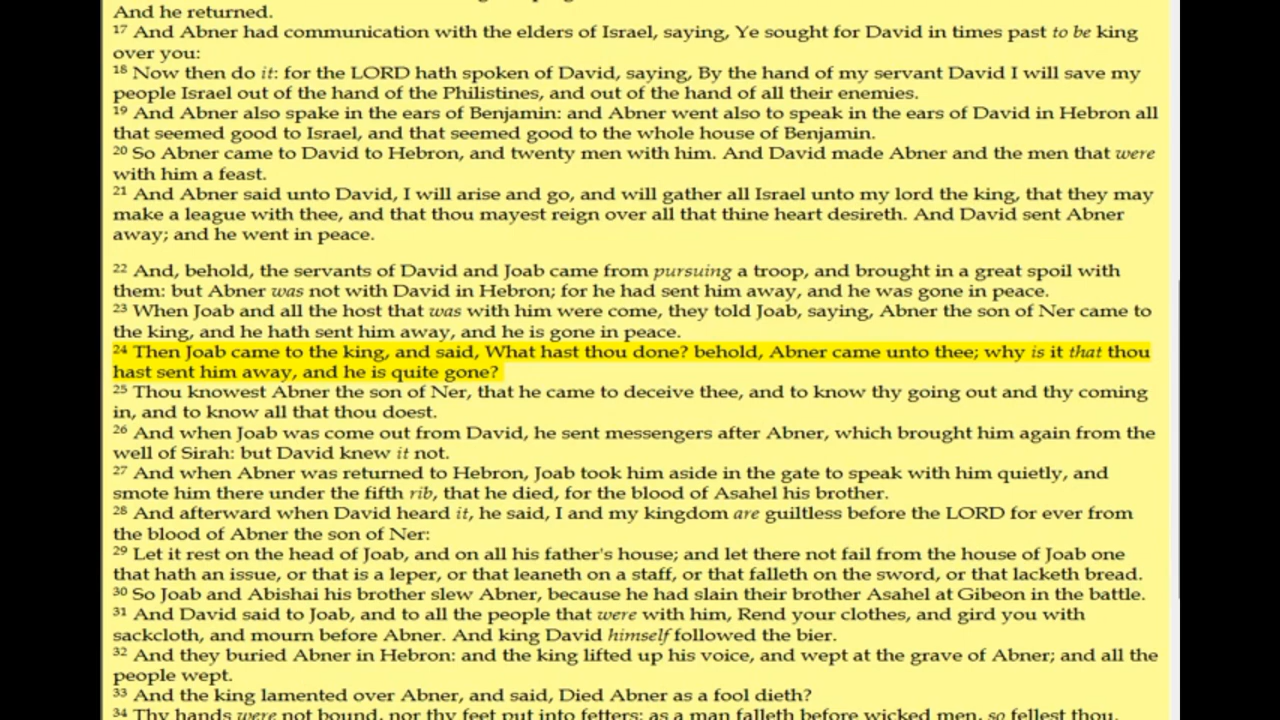 And he returned.
17 And Abner had communication with the elders of Israel, saying, Ye sought for David in times past to be king
over you:
18 Now then do it: for the LORD hath spoken of David, saying, By the hand of my servant David I will save my
people Israel out of the hand of the Philistines, and out of the hand of all their enemies.
19 And Abner also spake in the ears of Benjamin: and Abner went also to speak in the ears of David in Hebron all
that seemed good to Israel, and that seemed good to the whole house of Benjamin.
20 So Abner came to David to Hebron, and twenty men with him. And David made Abner and the men that were
with him a feast.
21 And Abner said unto David, I will arise and go, and will gather all Israel unto my lord the king, that they may
make a league with thee, and that thou mayest reign over all that thine heart desireth. And David sent Abner
away; and he went in peace.
22 And, behold, the servants of David and Joab came from pursuing a troop, and brought in a great spoil with
them: but Abner was not with David in Hebron; for he had sent him away, and he was gone in peace.
23 When Joab and all the host that was with him were come, they told Joab, saying, Abner the son of Ner came to
the king, and he hath sent him away, and he is gone in peace.
24 Then Joab came to the king, and said, What hast thou done? behold, Abner came unto thee; why is it that thou
hast sent him away, and he is quite gone?
25 Thou knowest Abner the son of Ner, that he came to deceive thee, and to know thy going out and thy coming
in, and to know all that thou doest.
26 And when Joab was come out from David, he sent messengers after Abner, which brought him again from the
well of Sirah: but David knew it not.
27 And when Abner was returned to Hebron, Joab took him aside in the gate to speak with him quietly, and
smote him there under the fifth rib, that he died, for the blood of Asahel his brother.
28 And afterward when David heard it, he said, I and my kingdom are guiltless before the LORD for ever from
the blood of Abner the son of Ner:
29 Let it rest on the head of Joab, and on all his father's house; and let there not fail from the house of Joab one
that hath an issue, or that is a leper, or that leaneth on a staff, or that falleth on the sword, or that lacketh bread.
30 So Joab and Abishai his brother slew Abner, because he had slain their brother Asahel at Gibeon in the battle.
31 And David said to Joab, and to all the people that were with him, Rend your clothes, and gird you with
sackcloth, and mourn before Abner. And king David himself followed the bier.
32 And they buried Abner in Hebron: and the king lifted up his voice, and wept at the grave of Abner; and all the
people wept.
33 And the king lamented over Abner, and said, Died Abner as a fool dieth?
34 Thy hands were not bound, nor thy feet put into fetters: as a man falleth before wicked men, so fellest thou.